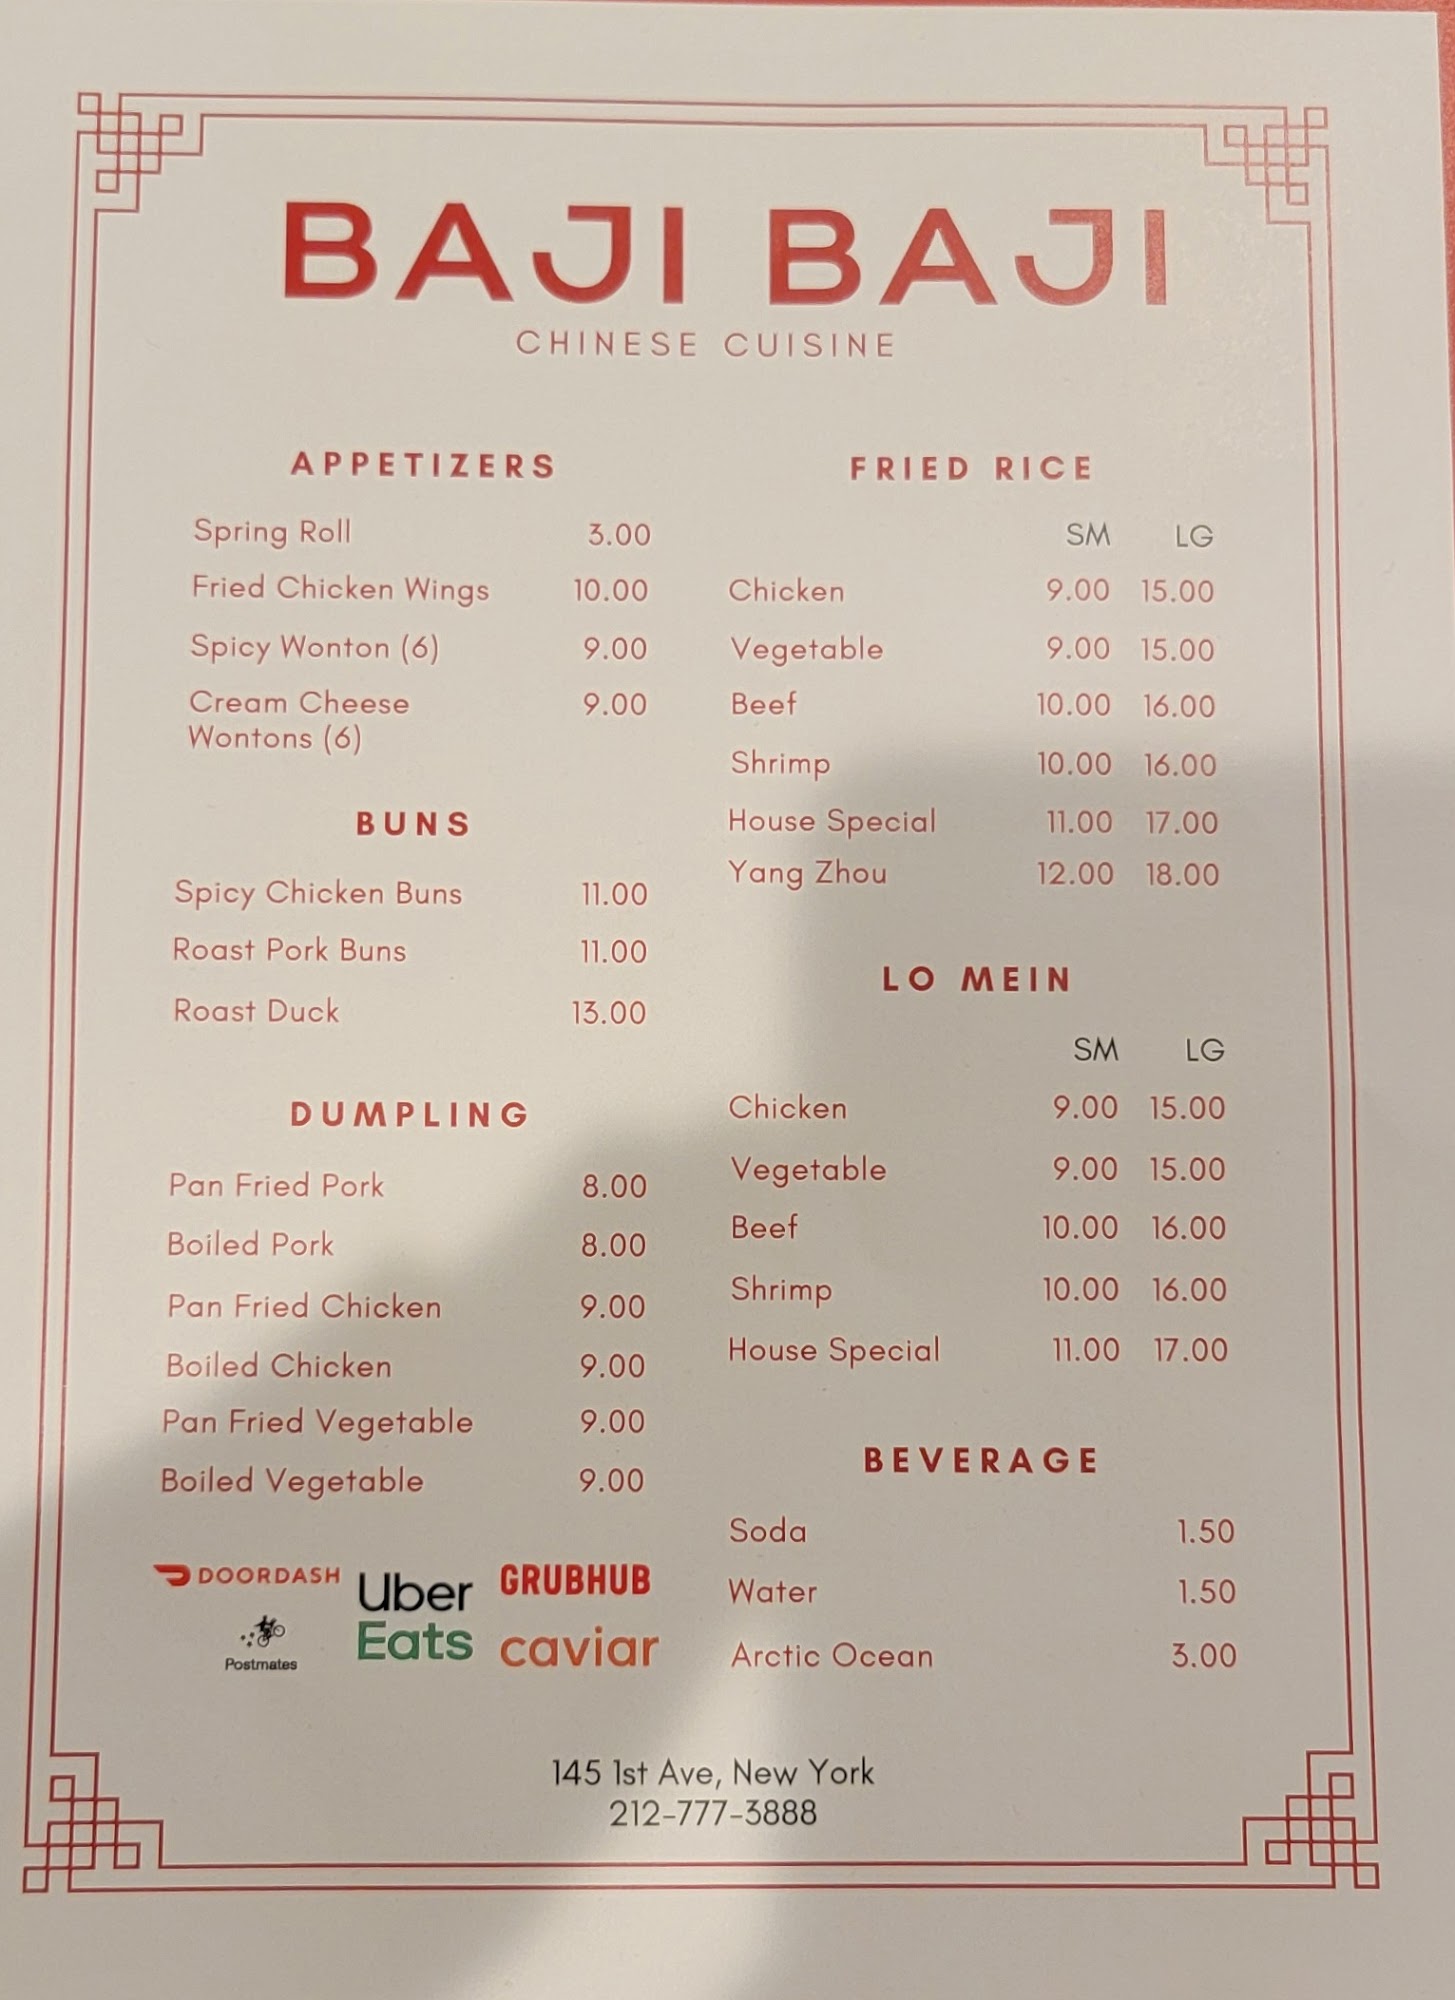 BAJI BAJI
CHINESE CUISINE
APPETIZERS
Spring Roll 3.00
Fried Chicken Wings 10.00
Spicy Wonton (6) 9.00
Cream Cheese 9.00
Wontons (6)
BUNS
Spicy Chicken Buns 11.00
Roast Pork Buns 11.00
Roast Duck 13.00
DUMPLING
Pan Fried Pork 8.00
Boiled Pork 8.00
Pan Fried Chicken 9.00
Boiled Chicken 9.00
Pan Fried Vegetable 9.00
Boiled Vegetable 9.00
DOORDASH
Postmates
Uber
Eats
GRUBHUB
caviar
FRIED RICE
SM LG
Chicken 9.00 15.00
Vegetable 9.00 15.00
Beef 10.00 16.00
Shrimp 10.00 16.00
House Special 11.00 17.00
Yang Zhou 12.00 18.00
LO MEIN
SM LG
Chicken 9.00 15.00
Vegetable 9.00 15.00
Beef 10.00 16.00
Shrimp 10.00 16.00
House Special 11.00 17.00
BEVERAGE
Soda 1.50
Water 1.50
Arctic Ocean 3.00
145 1st Ave, New York
212-777-3888